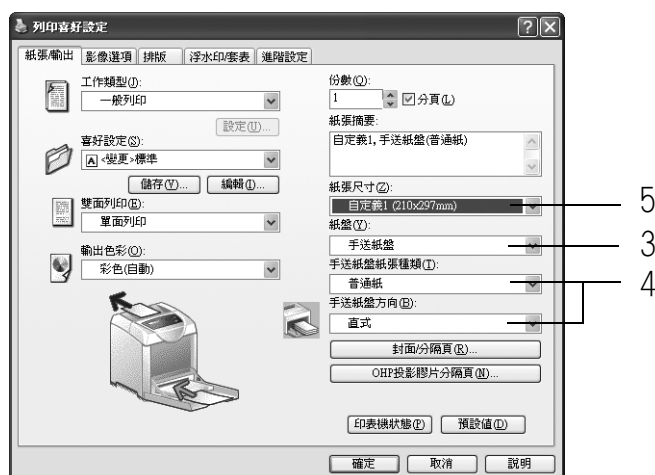 列印喜好設定
紙張/輸出 影像選項 排版 浮水印/套表 進階設定
工作類型(J):
一般列印
設定(U)...
喜好設定(S):
A <變更>標準
儲存(Y)... 編輯(I)...
雙面列印(E):
單面列印
輸出色彩(O):
彩色(自動)
份數(Q):
1 分頁(L)
紙張摘要:
自定義1, 手送紙盤(普通紙)
紙張尺寸(Z):
自定義1 (210x297mm)
5
紙盤(Y):
手送紙盤
3
手送紙盤紙張種類(T):
普通紙
4
手送紙盤方向(B):
直式
封面/分隔頁(R)...
OHP投影膠片分隔頁(N)...
印表機狀態(P) 預設值(D)
確定 取消 說明